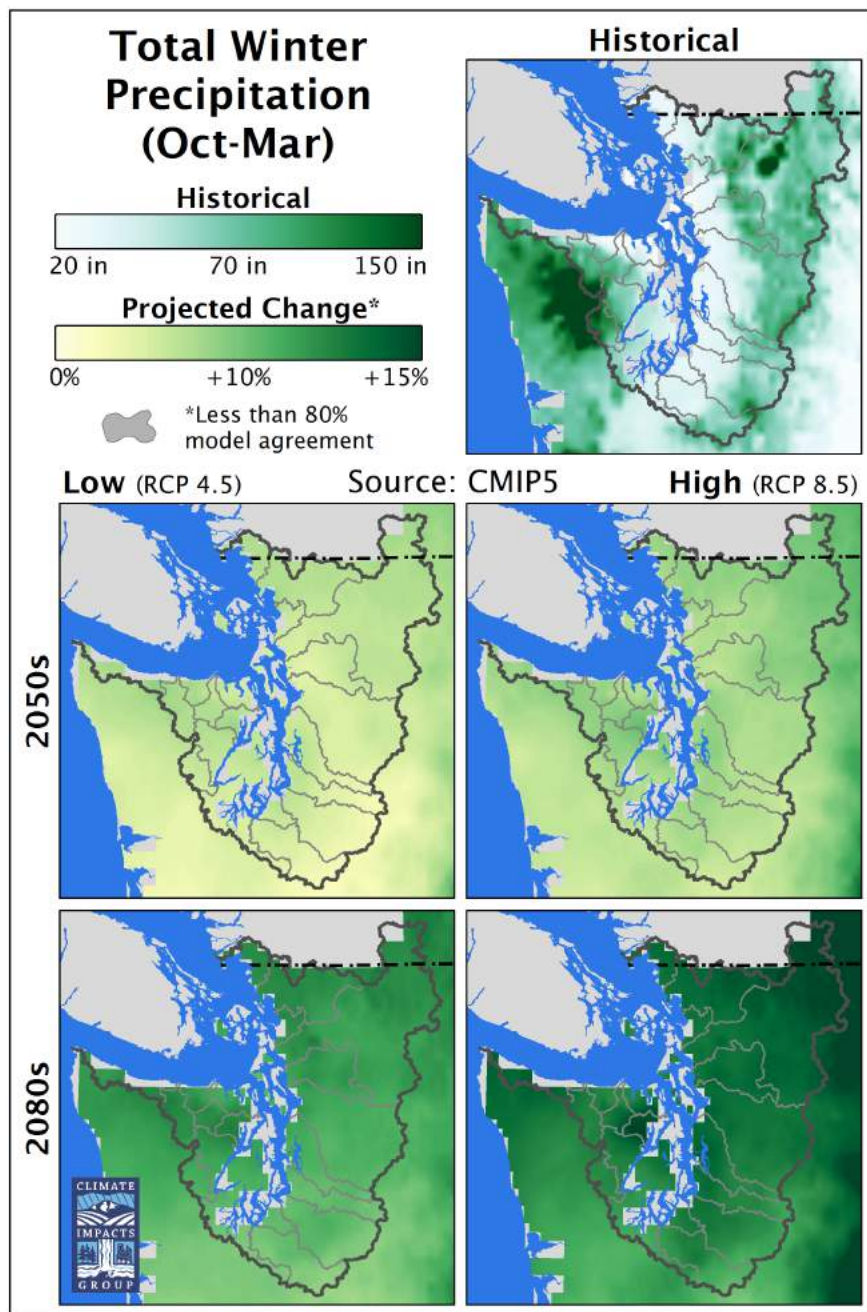 Total Winter
Precipitation
(Oct-Mar)
Historical
Historical
20 in 70 in 150 in
Projected Change*
0% +10% +15%
*Less than 80%
model agreement
Low (RCP 4.5) Source: CMIP5 High (RCP 8.5)
2050s
2080s
CLIMATE
IMPACTS
GROUP